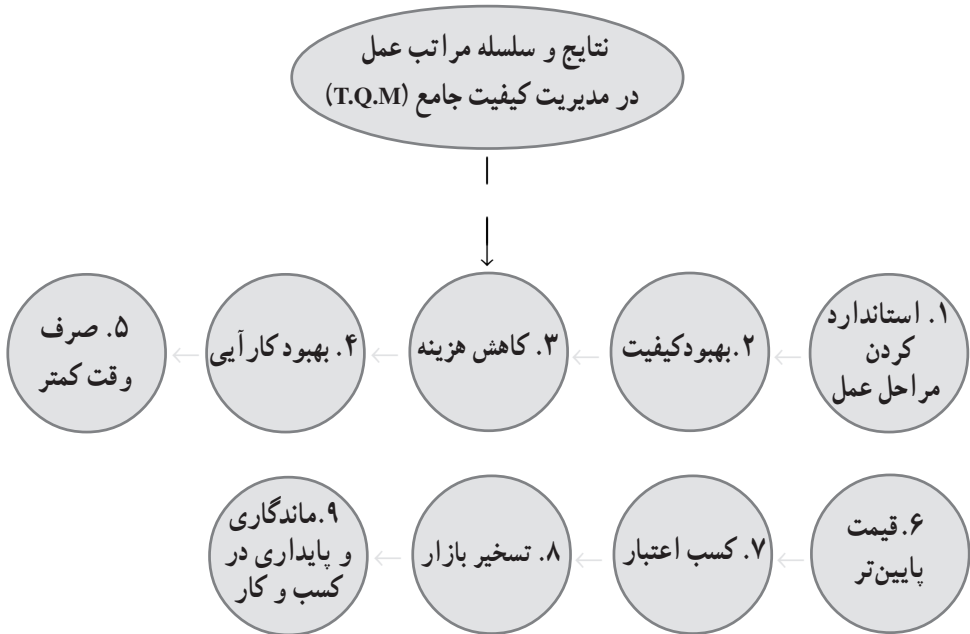 نتایج و سلسله مراتب عمل
در مدیریت کیفیت جامع (T.Q.M)
۱. استاندارد
کردن
مراحل عمل
۲.بهبودکیفیت
۳. کاهش هزینه
۴. بهبود کارآیی
۵. صرف
وقت کمتر
۶. قیمت
پایین‌تر
۷. کسب اعتبار
۸. تسخیر بازار
۹.ماندگاری
و پایداری در
کسب و کار